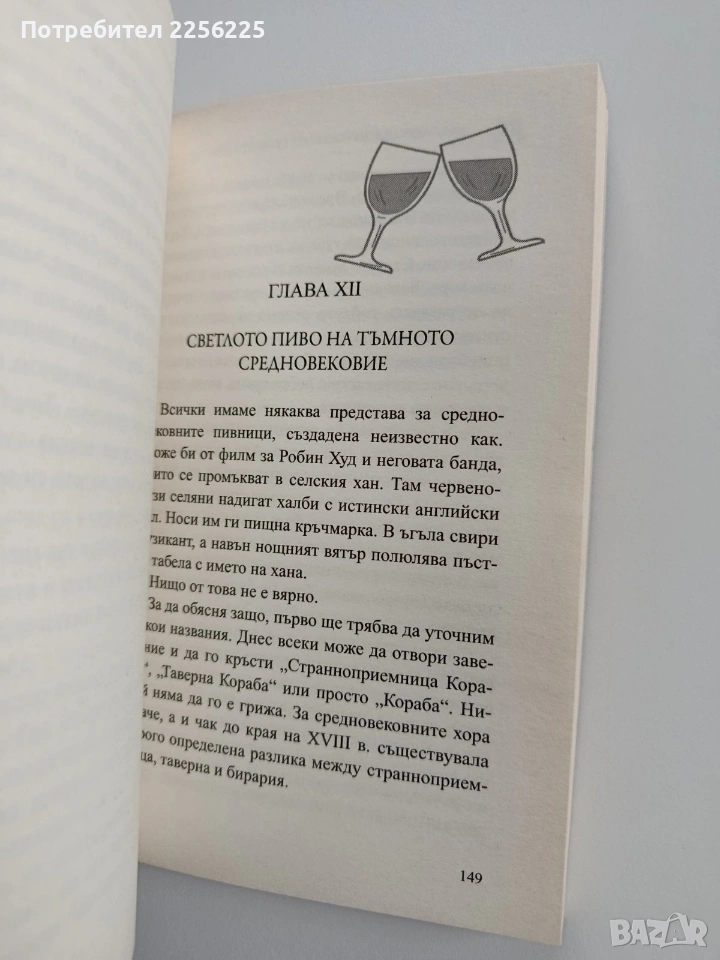 Потребител 2256225
ГЛАВА XII
СВЕТЛОТО ПИВО НА ТЪМНОТО
СРЕДНОВЕКОВИЕ
Всички имаме някаква представа за средно-
ковните пивници, създадена неизвестно как.
оже би от филм за Робин Худ и неговата банда,
ито се промъкват в селския хан. Там червено-
зи селяни надигат халби с истински английски
л. Носи им ги пищна кръчмарка. В ъгъла свири
узикант, а навън нощният вятър полюлява пъст-
табела с името на хана.
Нищо от това не е вярно.
За да обясня защо, първо ще трябва да уточним
кои названия. Днес всеки може да отвори заве-
ние и да го кръсти „Странноприемница Кора-
“, „Таверна Кораба“ или просто „Кораба“. Ни-
й няма да го е грижа. За средновековните хора
аче, а и чак до края на XVIII в. съществувала
рого определена разлика между странноприем-
ца, таверна и бирария.
149
BAZAR